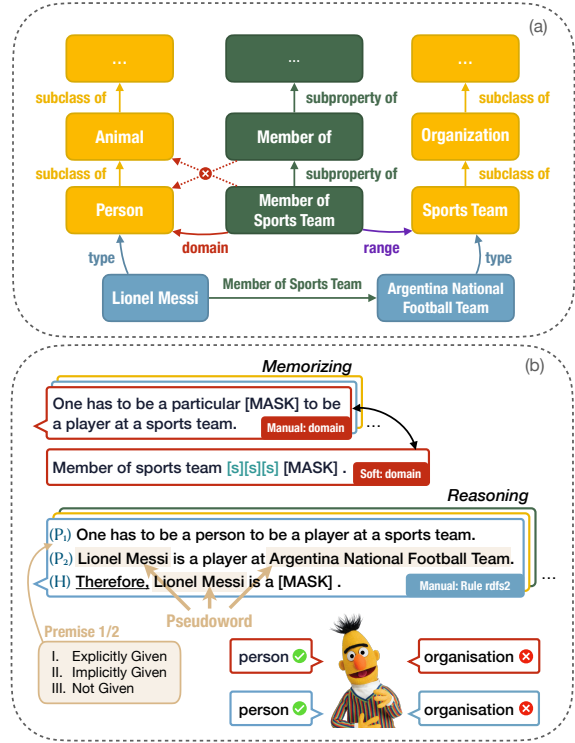 (a)
...
...
...
subclass of
subproperty of
subclass of
Animal
Member of
Organization
subclass of
subproperty of
subclass of
Person
Member of
Sports Team
Sports Team
domain
range
type
type
Lionel Messi
Member of Sports Team
Argentina National
Football Team
(b)
Memorizing
One has to be a particular [MASK] to be
a player at a sports team.
Manual: domain
...
Member of sports team [s][s][s] [MASK] .
Soft: domain
Reasoning
(P₁) One has to be a person to be a player at a sports team.
(P₂) Lionel Messi is a player at Argentina National Football Team.
(H) Therefore, Lionel Messi is a [MASK] .
Manual: Rule rdfs2
...
Pseudoword
Premise 1/2
I. Explicitly Given
II. Implicitly Given
III. Not Given
person
organisation
person
organisation